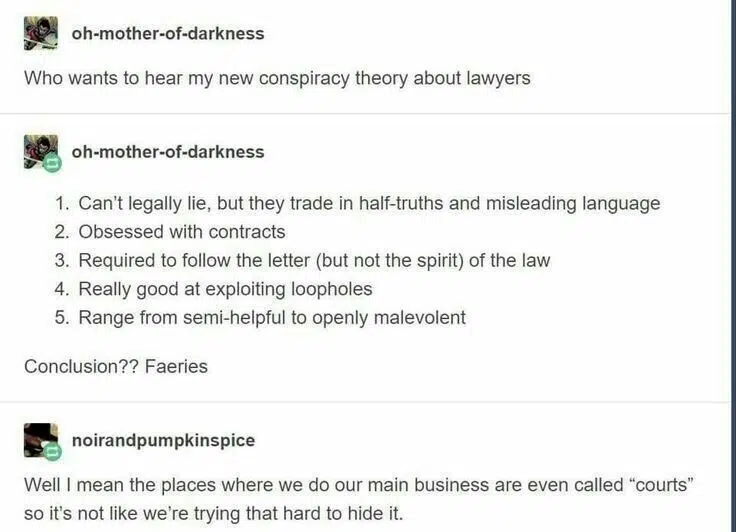 oh-mother-of-darkness
Who wants to hear my new conspiracy theory about lawyers
oh-mother-of-darkness
1. Can't legally lie, but they trade in half-truths and misleading language
2. Obsessed with contracts
3. Required to follow the letter (but not the spirit) of the law
4. Really good at exploiting loopholes
5. Range from semi-helpful to openly malevolent
Conclusion?? Faeries
noirandpumpkinspice
Well I mean the places where we do our main business are even called “courts”
so it's not like we're trying that hard to hide it.